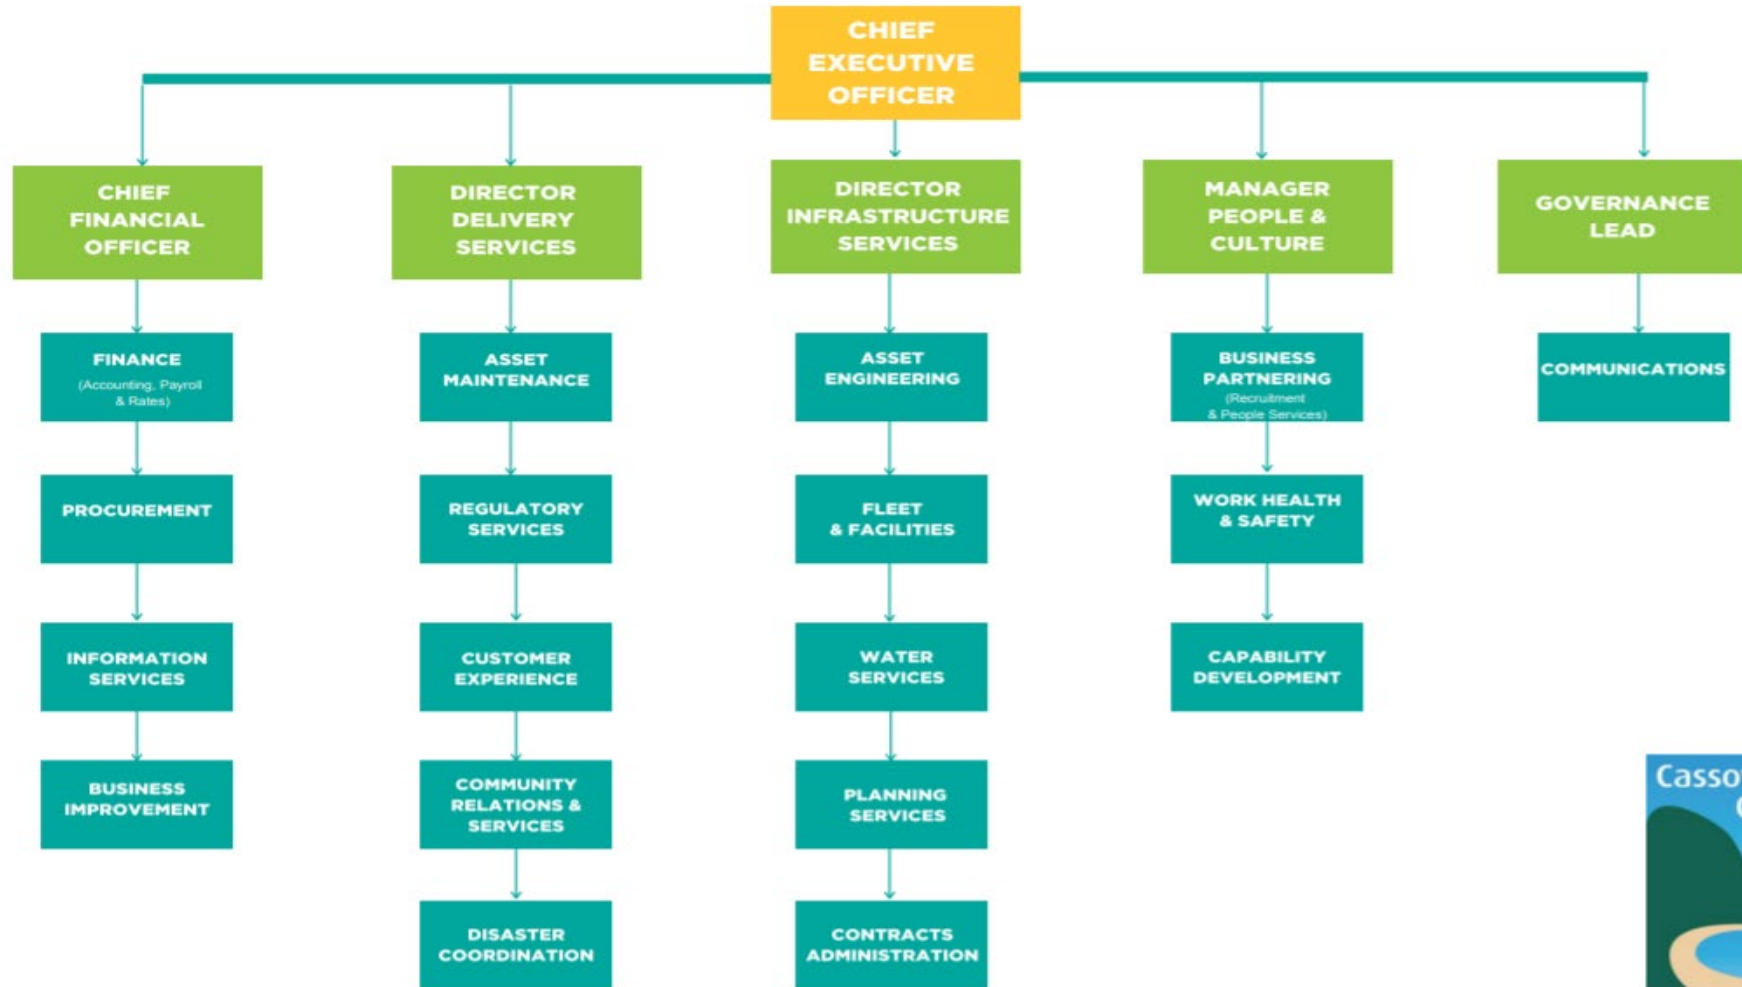 CHIEF
EXECUTIVE
OFFICER
CHIEF
FINANCIAL
OFFICER
DIRECTOR
DELIVERY
SERVICES
DIRECTOR
INFRASTRUCTURE
SERVICES
MANAGER
PEOPLE &
CULTURE
GOVERNANCE
LEAD
FINANCE
(Accounting, Payroll
& Rates)
ASSET
MAINTENANCE
ASSET
ENGINEERING
BUSINESS
PARTNERING
(Recruitment
& People Services)
COMMUNICATIONS
PROCUREMENT
REGULATORY
SERVICES
FLEET
& FACILITIES
WORK HEALTH
& SAFETY
INFORMATION
SERVICES
CUSTOMER
EXPERIENCE
WATER
SERVICES
CAPABILITY
DEVELOPMENT
BUSINESS
IMPROVEMENT
COMMUNITY
RELATIONS &
SERVICES
PLANNING
SERVICES
DISASTER
COORDINATION
CONTRACTS
ADMINISTRATION